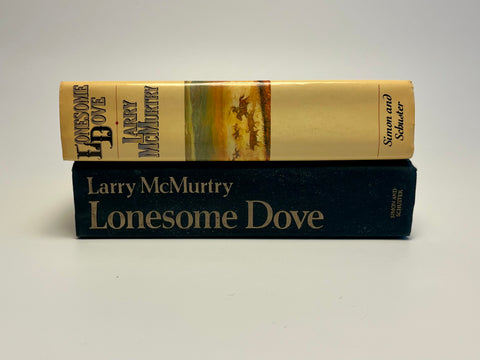 LONESOME
DOVE
LARRY
McMURTRY
Simon and
Schuster
Larry McMurtry
Lonesome Dove
SIMON AND
SCHUSTER